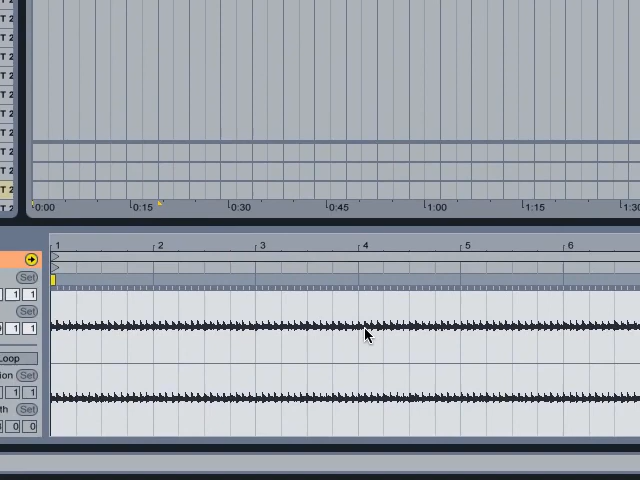 T 2
T 2
T 2
T 2
T 2
T 2
T 2
T 2
T 2
T 2
0:00 0:15 0:30 0:45 1:00 1:15 1:30
1 2 3 4 5 6
Set
1 1
Set
1 1
Loop
ion Set
1 1
th Set
0 0